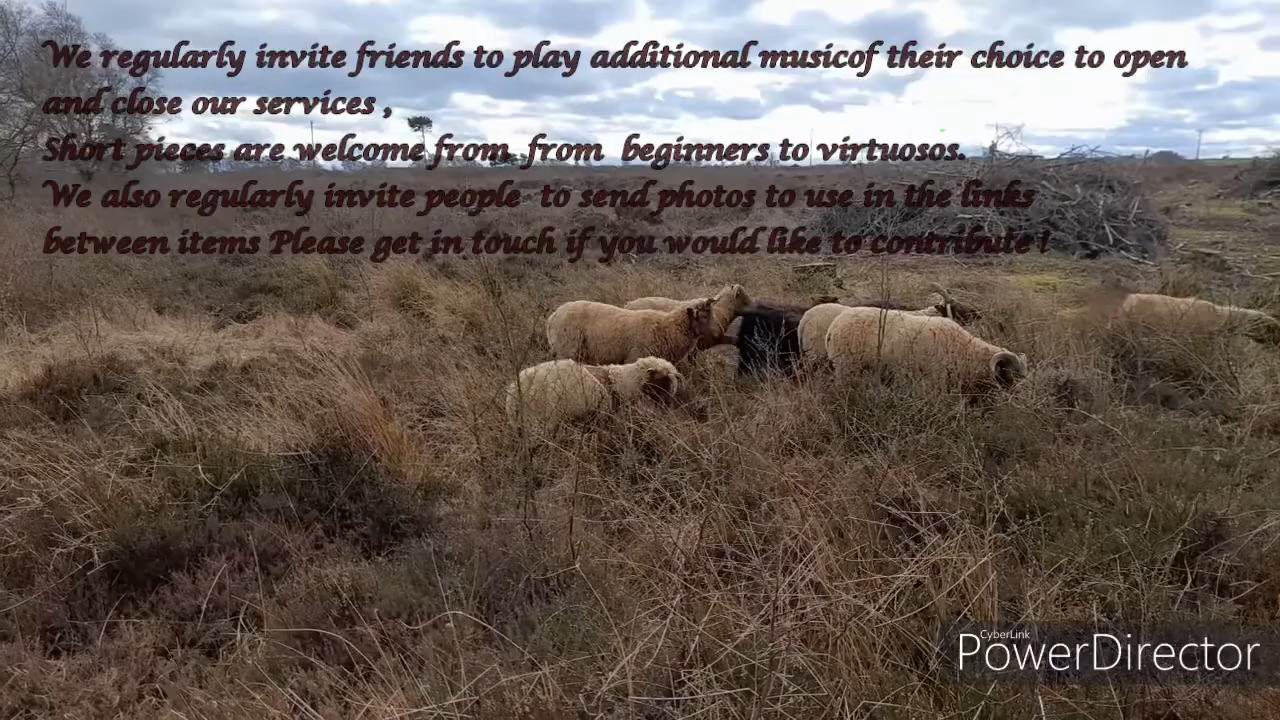 We regularly invite friends to play additional musicof their choice to open
and close our services ,
Short pieces are welcome from from beginners to virtuosos.
We also regularly invite people to send photos to use in the links
between items Please get in touch if you would like to contribute !
CyberLink
PowerDirector